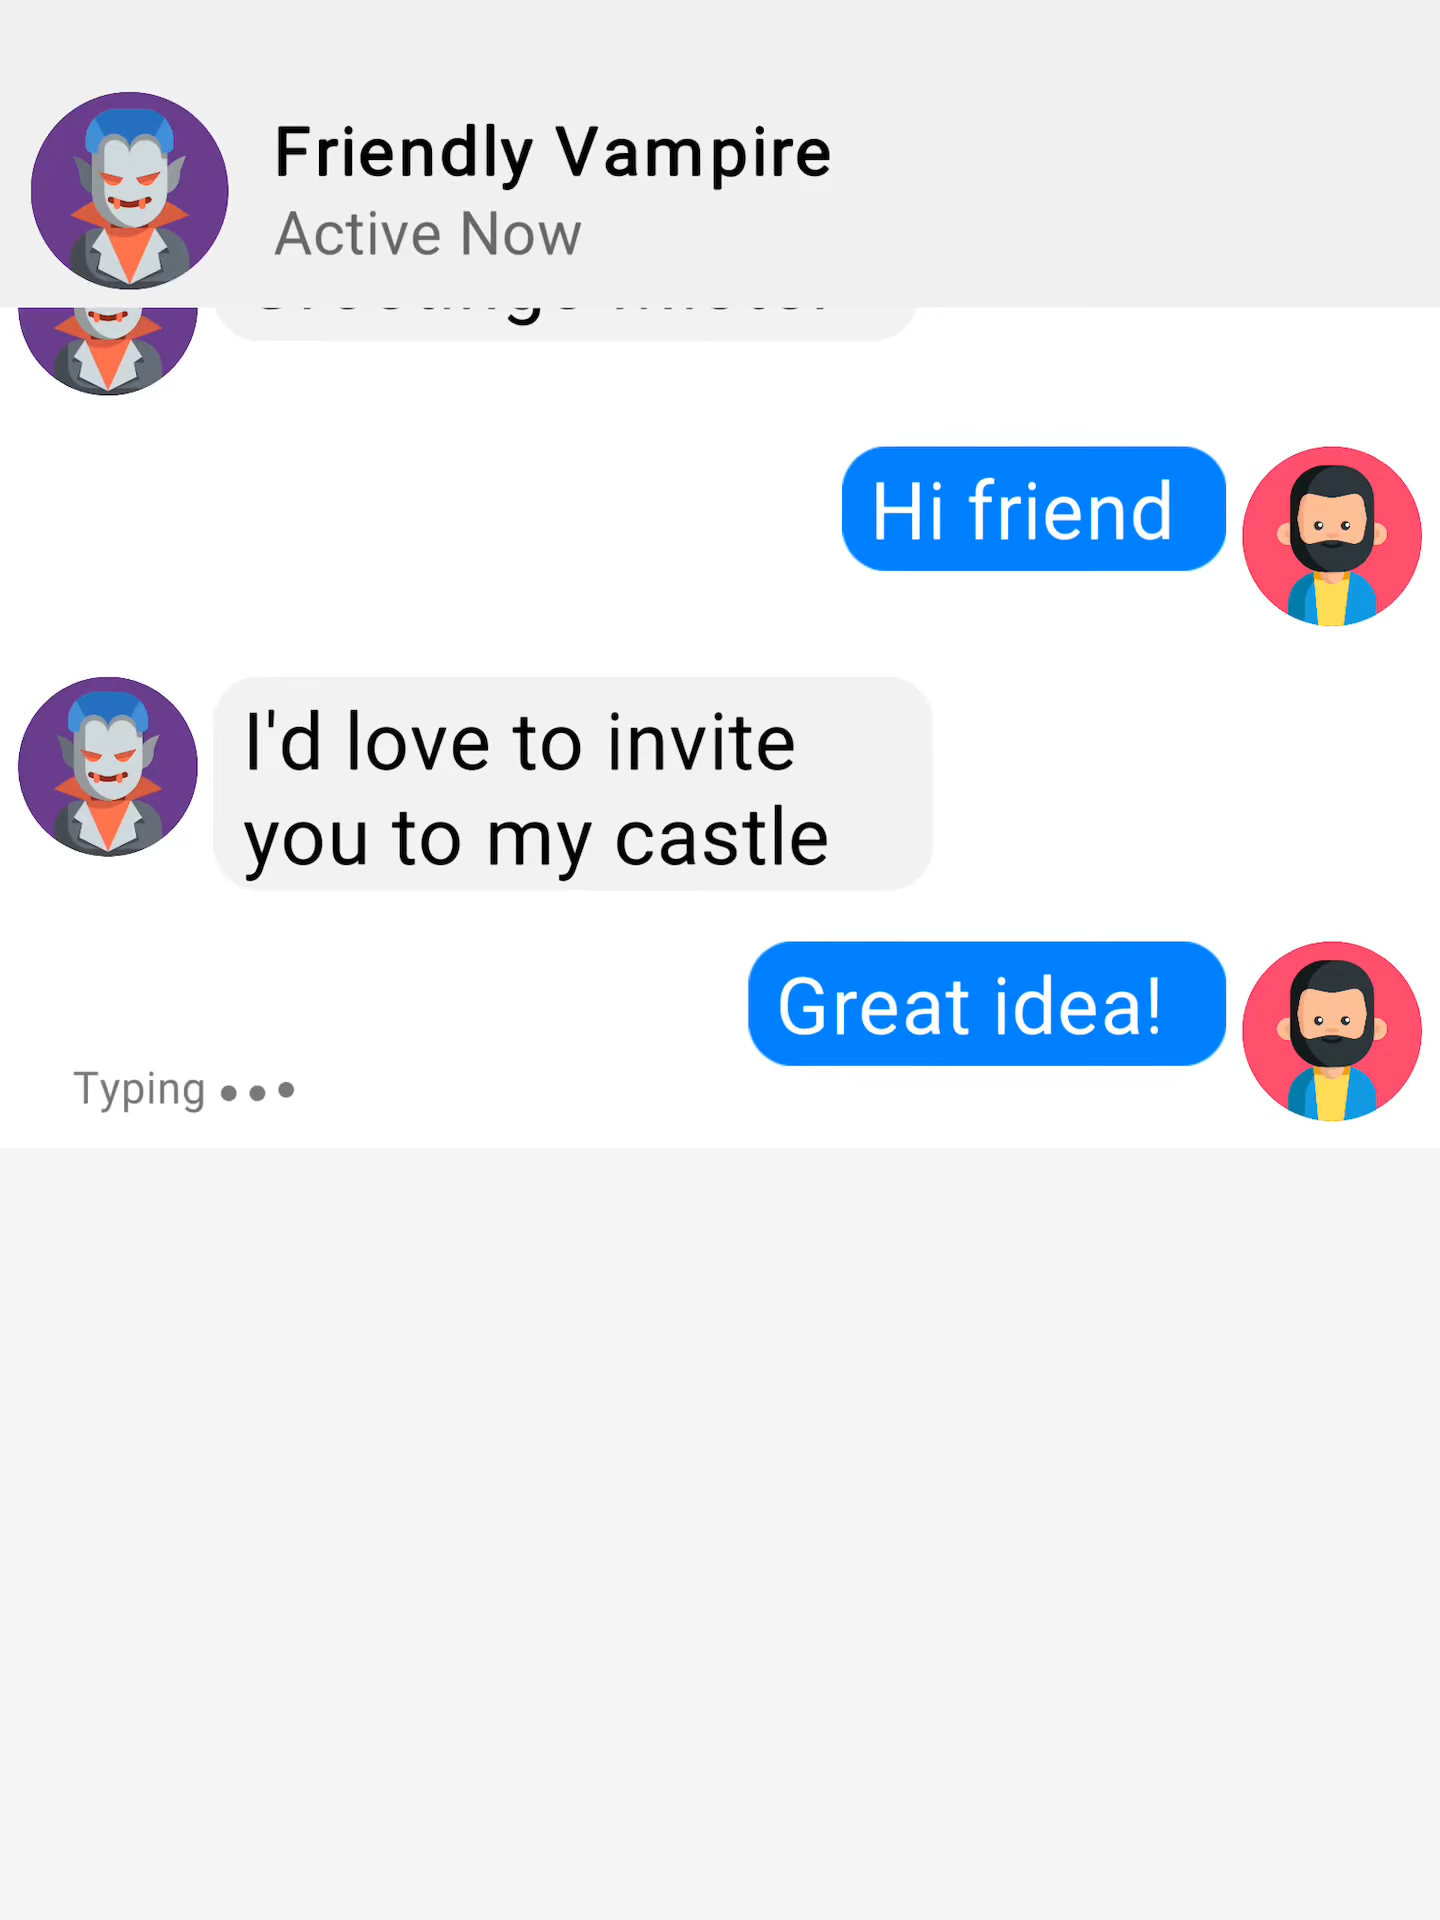 Friendly Vampire
Active Now
Hi friend
I'd love to invite
you to my castle
Great idea!
Typing